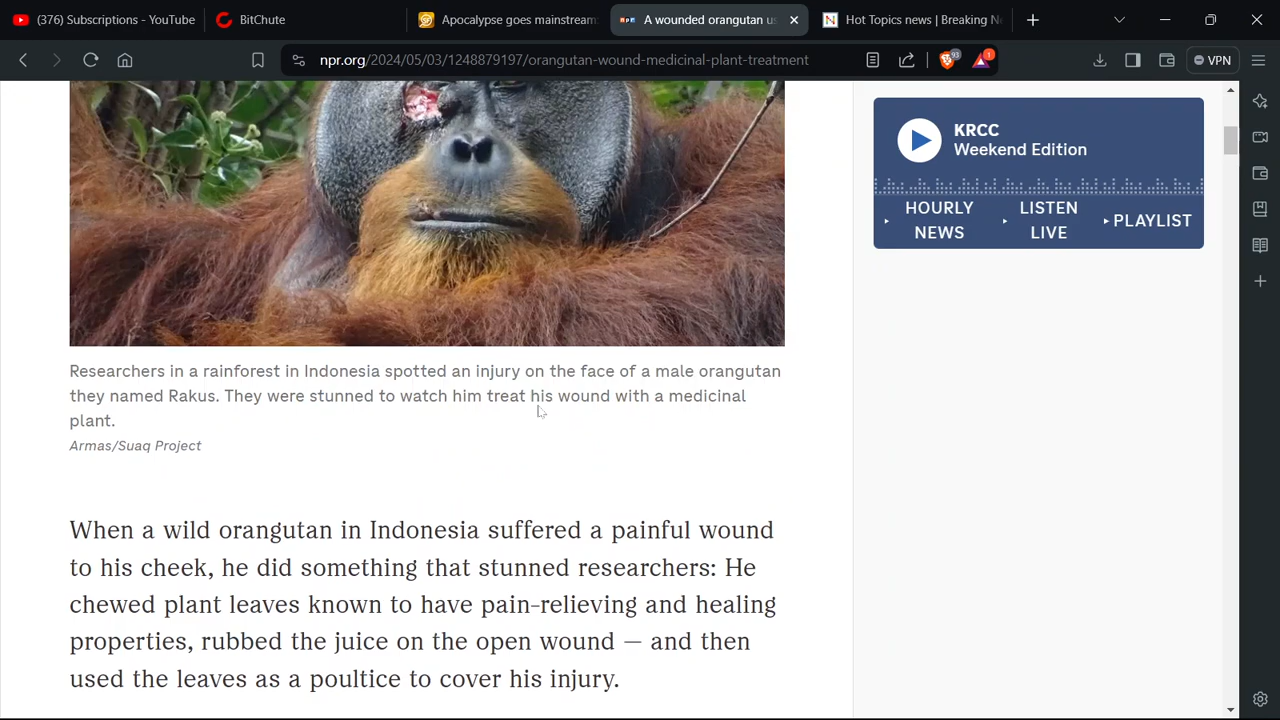 (376) Subscriptions - YouTube
BitChute
Apocalypse goes mainstream
npr
A wounded orangutan us
N
Hot Topics news | Breaking Ne
npr.org/2024/05/03/1248879197/orangutan-wound-medicinal-plant-treatment
93
1
VPN
KRCC
Weekend Edition
HOURLY NEWS
LISTEN LIVE
PLAYLIST
Researchers in a rainforest in Indonesia spotted an injury on the face of a male orangutan
they named Rakus. They were stunned to watch him treat his wound with a medicinal
plant.
Armas/Suaq Project
When a wild orangutan in Indonesia suffered a painful wound
to his cheek, he did something that stunned researchers: He
chewed plant leaves known to have pain-relieving and healing
properties, rubbed the juice on the open wound — and then
used the leaves as a poultice to cover his injury.